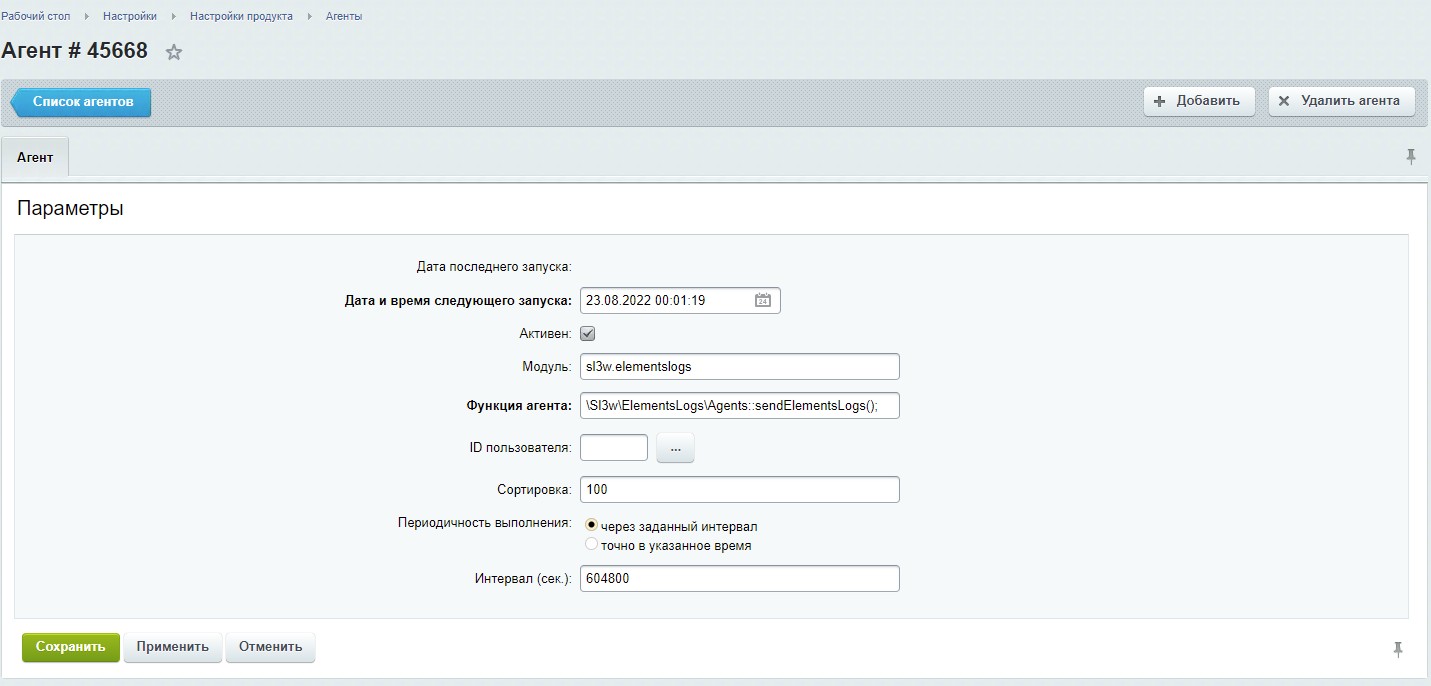 Рабочий стол Настройки Настройки продукта Агенты
Агент # 45668
Список агентов Добавить Удалить агента
Агент
Параметры
Дата последнего запуска:
Дата и время следующего запуска: 23.08.2022 00:01:19 24
Активен:
Модуль: sl3w.elementslogs
Функция агента: \Sl3w\ElementsLogs\Agents::sendElementsLogs();
ID пользователя: ...
Сортировка: 100
Периодичность выполнения: через заданный интервал
точно в указанное время
Интервал (сек.): 604800
Сохранить Применить Отменить